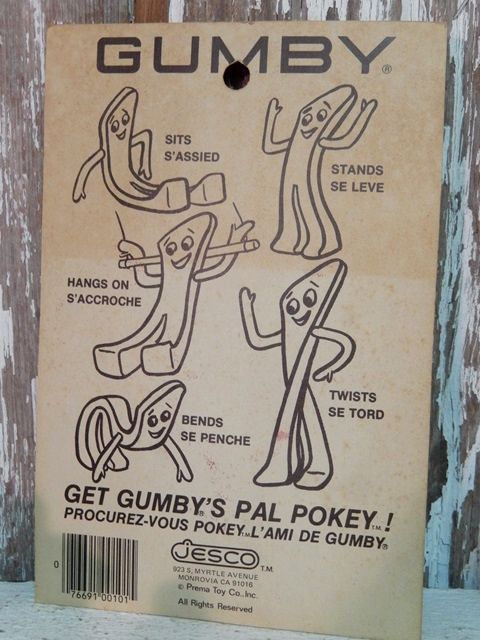 GUMBY®
SITS
S'ASSIED
STANDS
SE LEVE
HANGS ON
S'ACCROCHE
TWISTS
SE TORD
BENDS
SE PENCHE
GET GUMBY®'S PAL POKEY™!
PROCUREZ-VOUS POKEY™ L'AMI DE GUMBY®
JESCO T.M.
923 S. MYRTLE AVENUE
MONROVIA CA 91016
© Prema Toy Co., Inc.
All Rights Reserved
0 76691 00101